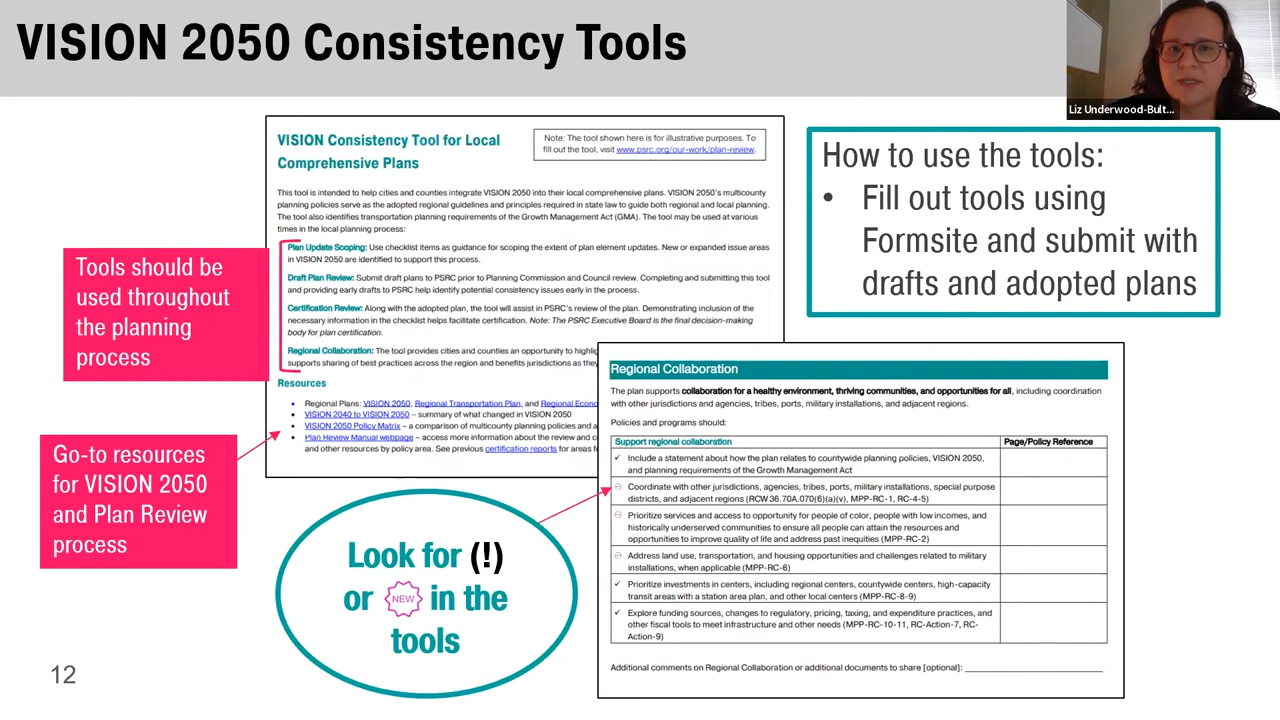 VISION 2050 Consistency Tools
Liz Underwood-Bult...
VISION Consistency Tool for Local
Comprehensive Plans
Note: The tool shown here is for illustrative purposes. To
fill out the tool, visit www.psrc.org/our-work/plan-review.
This tool is intended to help cities and counties integrate VISION 2050 into their local comprehensive plans. VISION 2050's multicounty
planning policies serve as the adopted regional guidelines and principles required in state law to guide both regional and local planning.
The tool also identifies transportation planning requirements of the Growth Management Act (GMA). The tool may be used at various
times in the local planning process:
Plan Update Scoping: Use checklist items as guidance for scoping the extent of plan element updates. New or expanded issue areas
in VISION 2050 are identified to support this process.
Draft Plan Review: Submit draft plans to PSRC prior to Planning Commission and Council review. Completing and submitting this tool
and providing early drafts to PSRC help identify potential consistency issues early in the process.
Certification Review: Along with the adopted plan, the tool will assist in PSRC's review of the plan. Demonstrating inclusion of the
necessary information in the checklist helps facilitate certification. Note: The PSRC Executive Board is the final decision-making
body for plan certification.
Regional Collaboration: The tool provides cities and counties an opportunity to highlig
supports sharing of best practices across the region and benefits jurisdictions as they
Resources
• Regional Plans: VISION 2050, Regional Transportation Plan, and Regional Econo
• VISION 2040 to VISION 2050 – summary of what changed in VISION 2050
• VISION 2050 Policy Matrix – a comparison of multicounty planning policies and a
• Plan Review Manual webpage – access more information about the review and c
and other resources by policy area. See previous certification reports for areas f
Tools should be
used throughout
the planning
process
Go-to resources
for VISION 2050
and Plan Review
process
How to use the tools:
• Fill out tools using
Formsite and submit with
drafts and adopted plans
Look for (!)
or NEW in the
tools
Regional Collaboration
The plan supports collaboration for a healthy environment, thriving communities, and opportunities for all, including coordination
with other jurisdictions and agencies, tribes, ports, military installations, and adjacent regions.
Policies and programs should:
Support regional collaboration Page/Policy Reference
✓ Include a statement about how the plan relates to countywide planning policies, VISION 2050,
and planning requirements of the Growth Management Act
Coordinate with other jurisdictions, agencies, tribes, ports, military installations, special purpose
districts, and adjacent regions (RCW 36.70A.070(6)(a)(v), MPP-RC-1, RC-4-5)
Prioritize services and access to opportunity for people of color, people with low incomes, and
historically underserved communities to ensure all people can attain the resources and
opportunities to improve quality of life and address past inequities (MPP-RC-2)
Address land use, transportation, and housing opportunities and challenges related to military
installations, when applicable (MPP-RC-6)
✓ Prioritize investments in centers, including regional centers, countywide centers, high-capacity
transit areas with a station area plan, and other local centers (MPP-RC-8-9)
✓ Explore funding sources, changes to regulatory, pricing, taxing, and expenditure practices, and
other fiscal tools to meet infrastructure and other needs (MPP-RC-10-11, RC-Action-7, RC-
Action-9)
Additional comments on Regional Collaboration or additional documents to share [optional]:
12